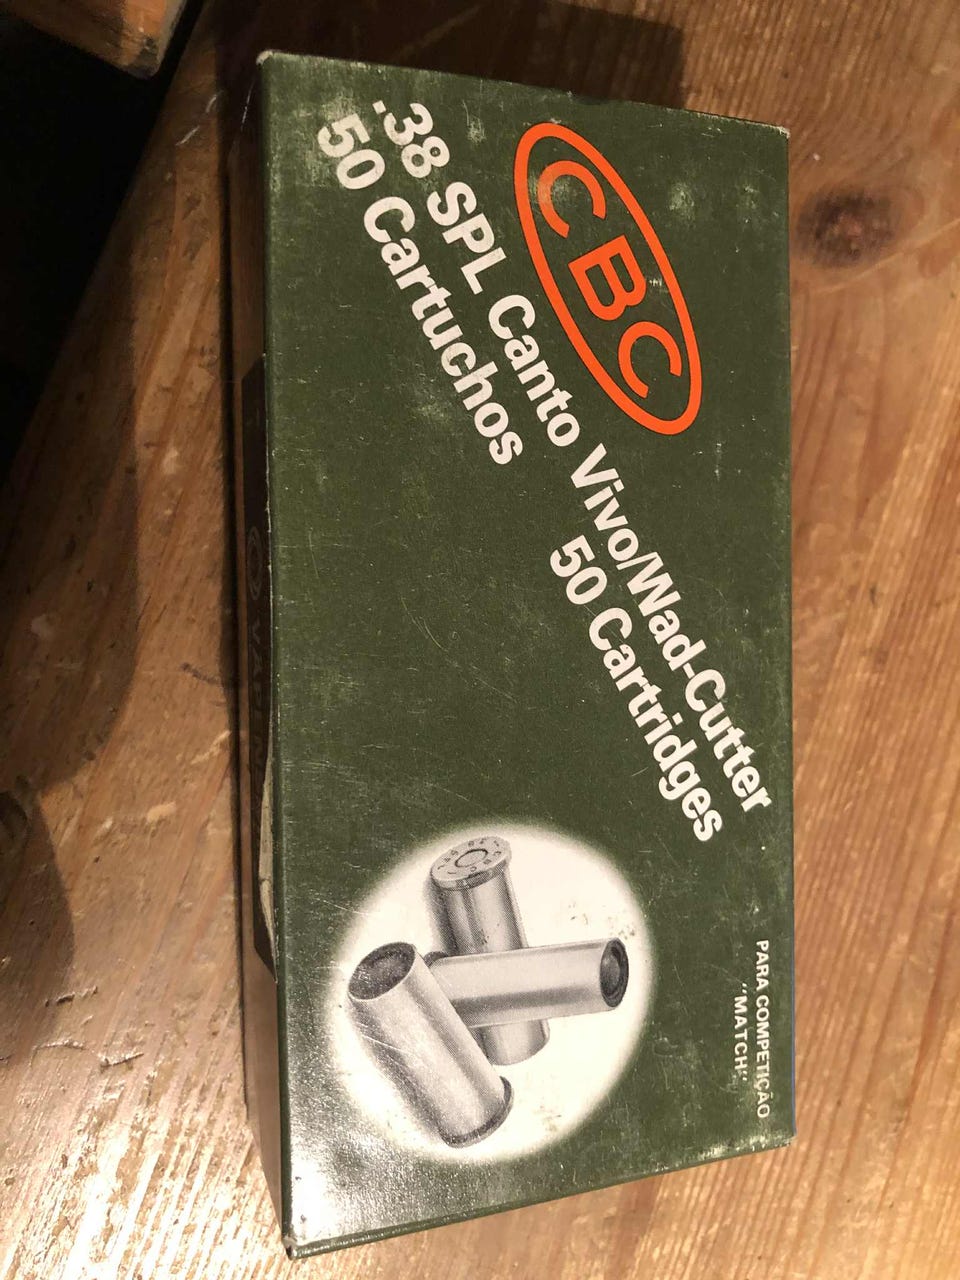 CBC
.38 SPL Canto Vivo/Wad-Cutter
50 Cartuchos
50 Cartridges
PARA COMPETIÇÃO
"MATCH"